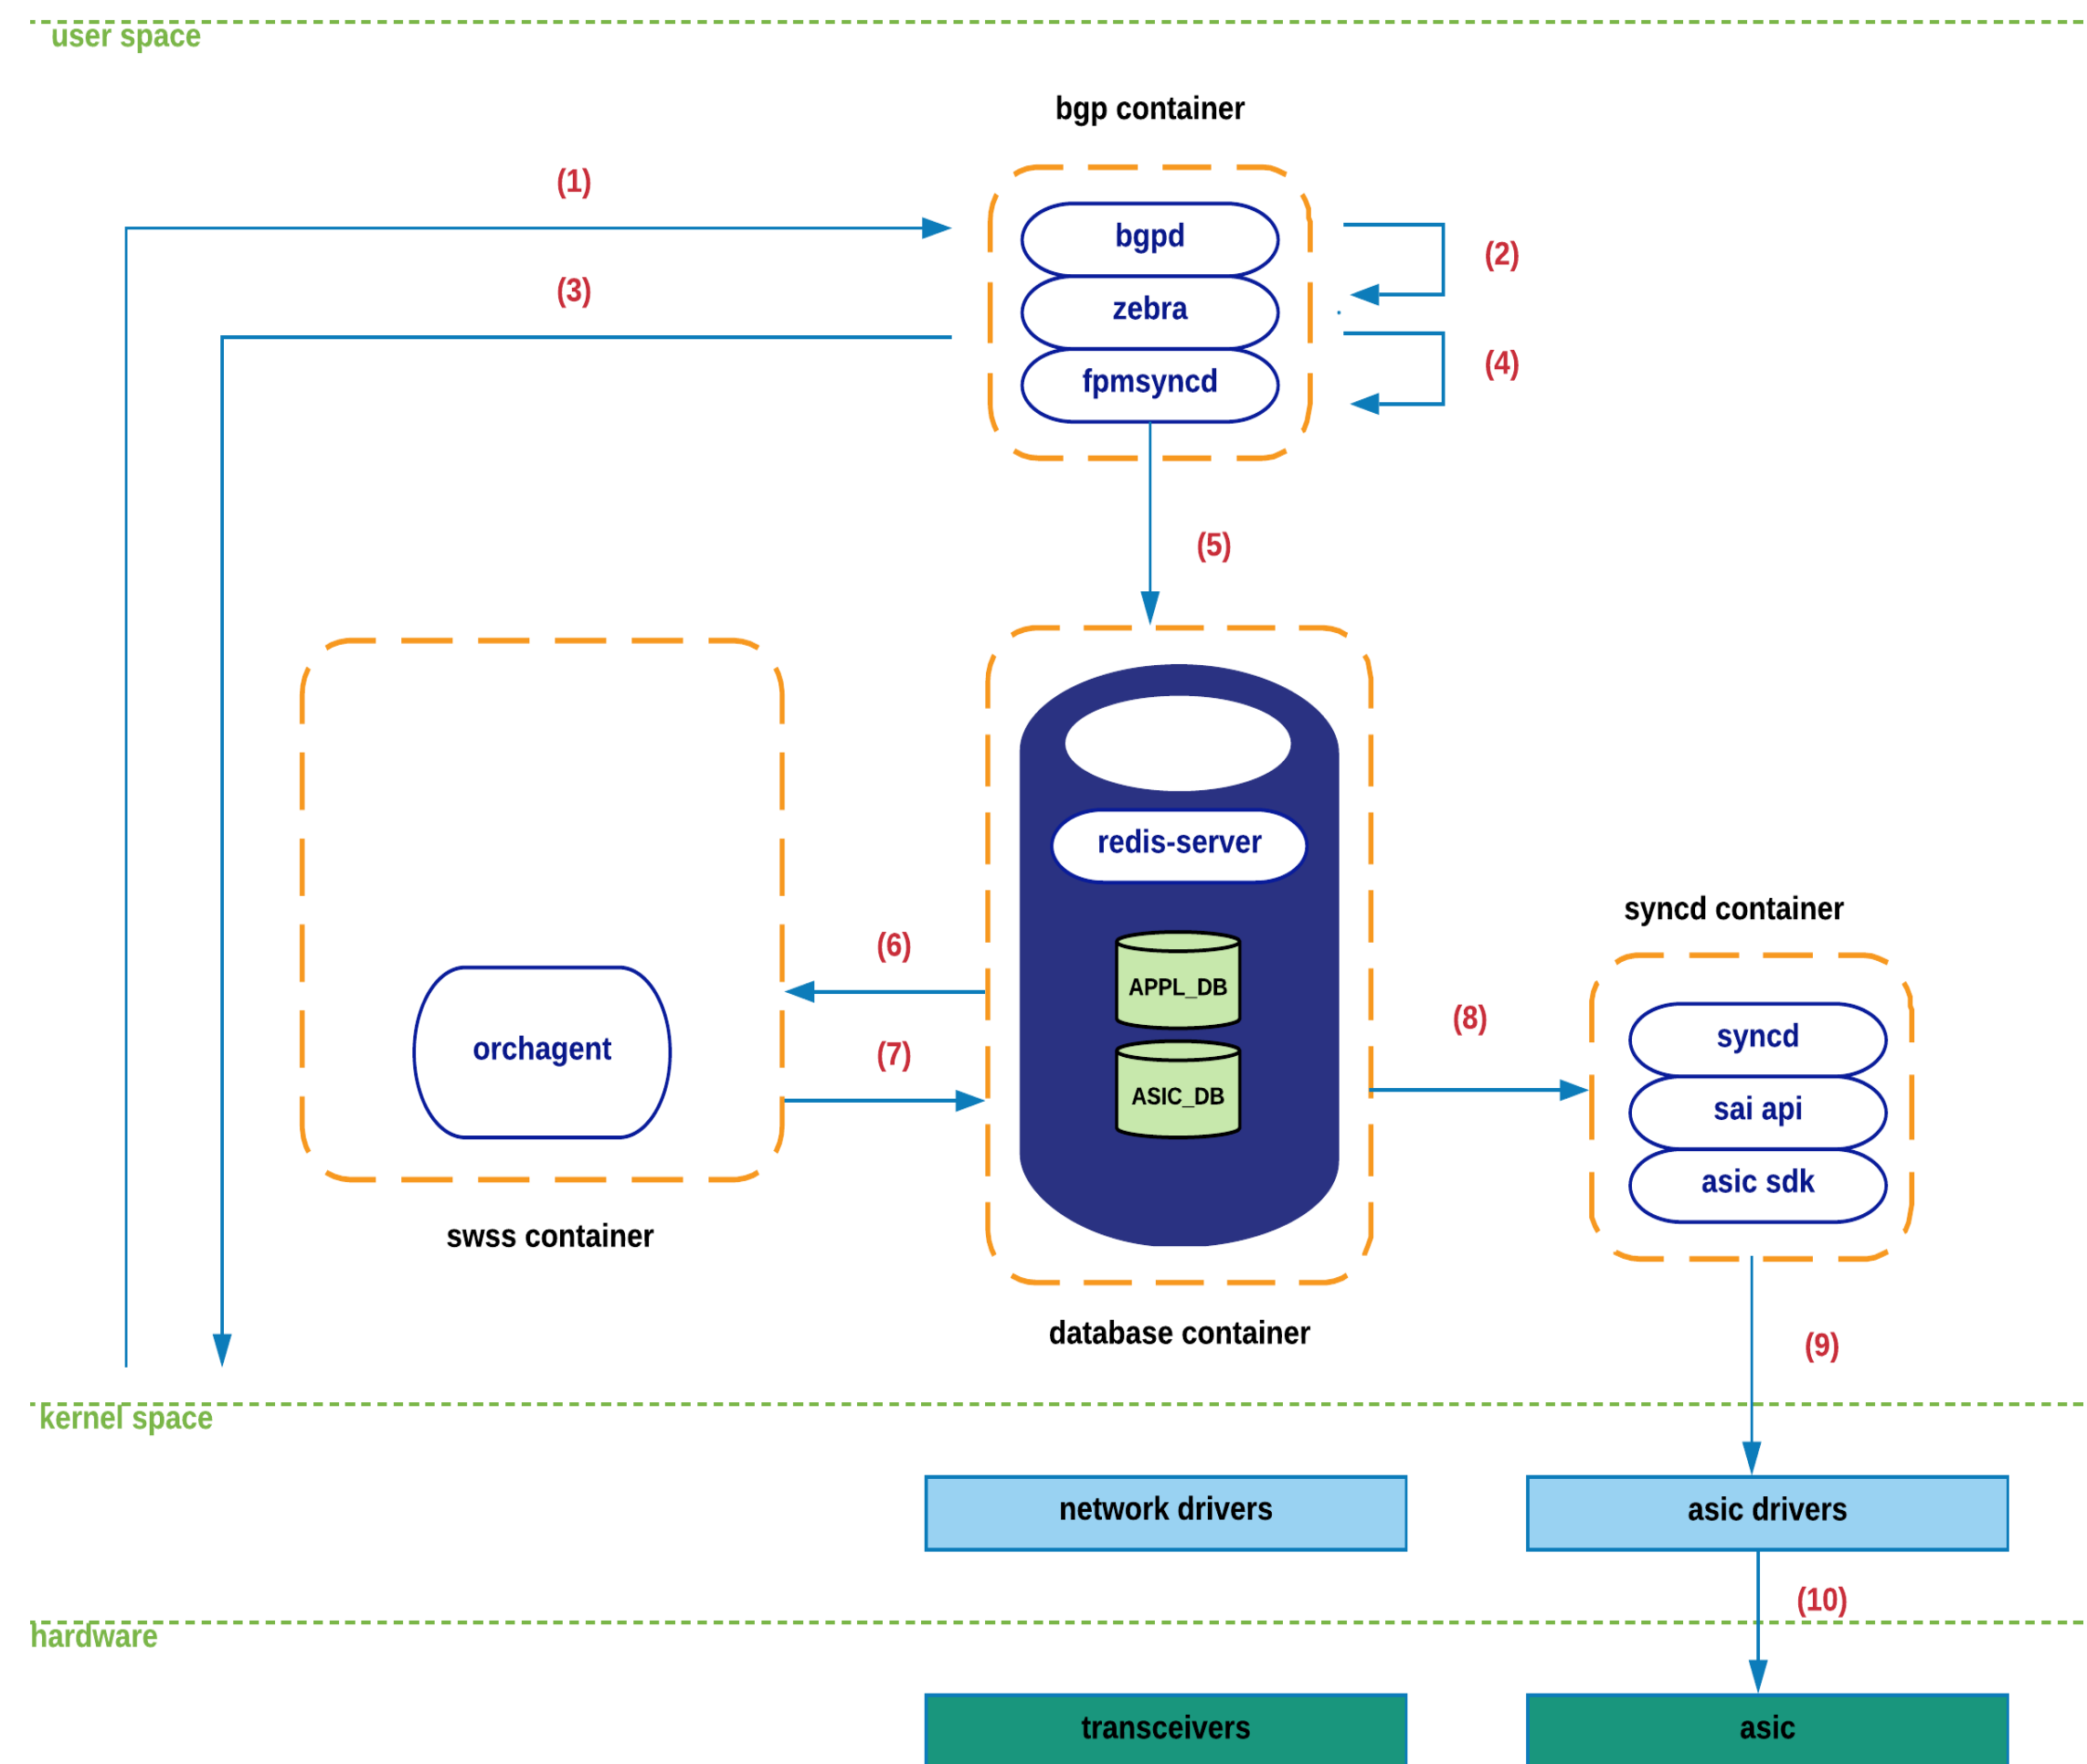 user space
bgp container
(1)
bgpd
(2)
(3)
zebra
(4)
fpmsyncd
(5)
redis-server
syncd container
(6)
APPL_DB
(8)
syncd
orchagent
(7)
ASIC_DB
sai api
asic sdk
swss container
database container
(9)
kernel space
network drivers
asic drivers
(10)
hardware
transceivers
asic